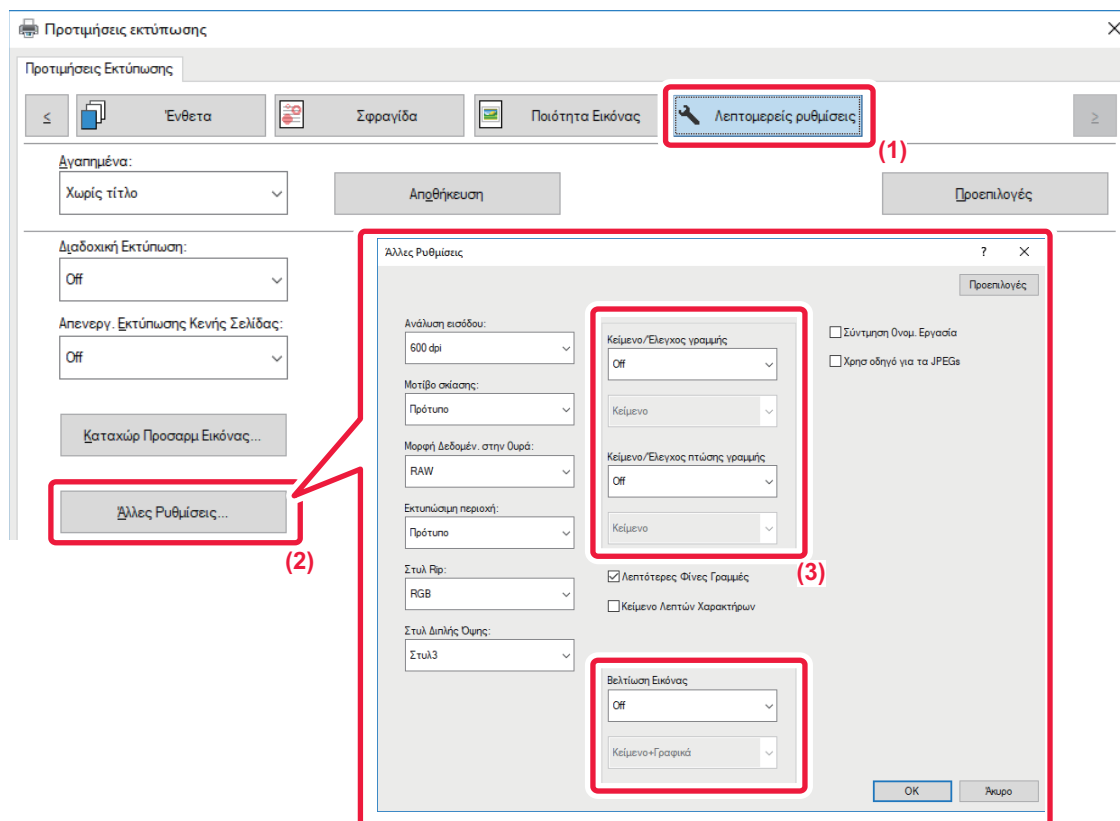 Προτιμήσεις εκτύπωσης
Προτιμήσεις Εκτύπωσης
<
Ένθετα
Σφραγίδα
Ποιότητα Εικόνας
Λεπτομερείς ρυθμίσεις
>
(1)
Αγαπημένα:
Χωρίς τίτλο
Αποθήκευση
Προεπιλογές
Διαδοχική Εκτύπωση:
Off
Απενεργ. Εκτύπωσης Κενής Σελίδας:
Off
Καταχώρ Προσαρμ Εικόνας...
Άλλες Ρυθμίσεις...
(2)
Άλλες Ρυθμίσεις
?
Προεπιλογές
Ανάλυση εισόδου:
600 dpi
Μοτίβο σκίασης:
Πρότυπο
Μορφή Δεδομέν. στην Ουρά:
RAW
Εκτυπώσιμη περιοχή:
Πρότυπο
Στυλ Rip:
RGB
Στυλ Διπλής Όψης:
Στυλ3
Κείμενο/Έλεγχος γραμμής
Off
Κείμενο
Κείμενο/Έλεγχος πτώσης γραμμής
Off
Κείμενο
(3)
Λεπτότερες Φίνες Γραμμές
Κείμενο Λεπτών Χαρακτήρων
Βελτίωση Εικόνας
Off
Κείμενο+Γραφικά
Σύντμηση Ονομ. Εργασία
Χρησ οδηγό για τα JPEGs
OK
Άκυρο